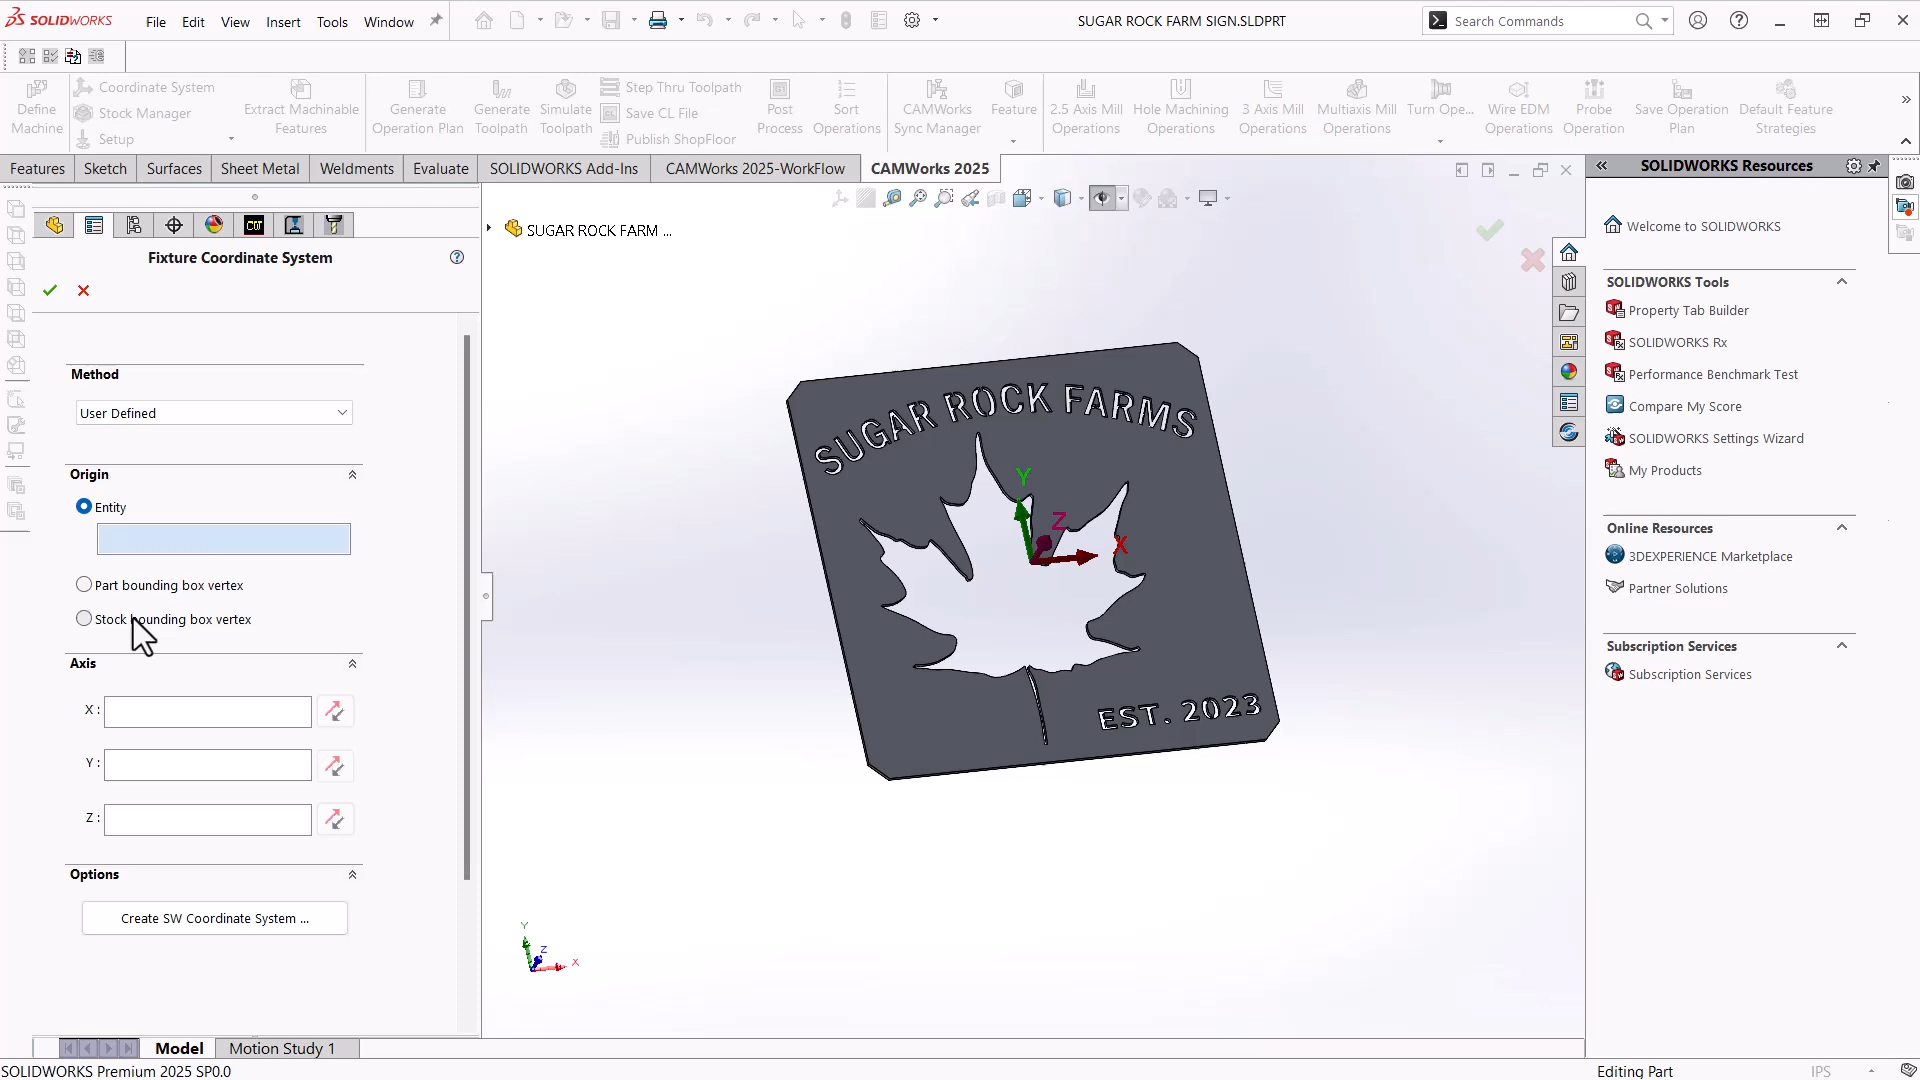 SOLIDWORKS
File Edit View Insert Tools Window
SUGAR ROCK FARM SIGN.SLDPRT
Search Commands
Define Machine
Coordinate System
Stock Manager
Setup
Extract Machinable Features
Generate Operation Plan
Generate Toolpath
Simulate Toolpath
Step Thru Toolpath
Save CL File
Publish ShopFloor
Post Process
Sort Operations
CAMWorks Sync Manager
Feature
2.5 Axis Mill Operations
Hole Machining Operations
3 Axis Mill Operations
Multiaxis Mill Operations
Turn Ope...
Wire EDM Operations
Probe Operation
Save Operation Plan
Default Feature Strategies
Features Sketch Surfaces Sheet Metal Weldments Evaluate SOLIDWORKS Add-Ins CAMWorks 2025-WorkFlow CAMWorks 2025
Fixture Coordinate System
Method
User Defined
Origin
Entity
Part bounding box vertex
Stock bounding box vertex
Axis
X :
Y :
Z :
Options
Create SW Coordinate System ...
SUGAR ROCK FARM ...
SUGAR ROCK FARMS
Y
Z
X
EST. 2023
Y
Z
X
SOLIDWORKS Resources
Welcome to SOLIDWORKS
SOLIDWORKS Tools
Property Tab Builder
SOLIDWORKS Rx
Performance Benchmark Test
Compare My Score
SOLIDWORKS Settings Wizard
My Products
Online Resources
3DEXPERIENCE Marketplace
Partner Solutions
Subscription Services
Subscription Services
Model Motion Study 1
SOLIDWORKS Premium 2025 SP0.0
Editing Part
IPS